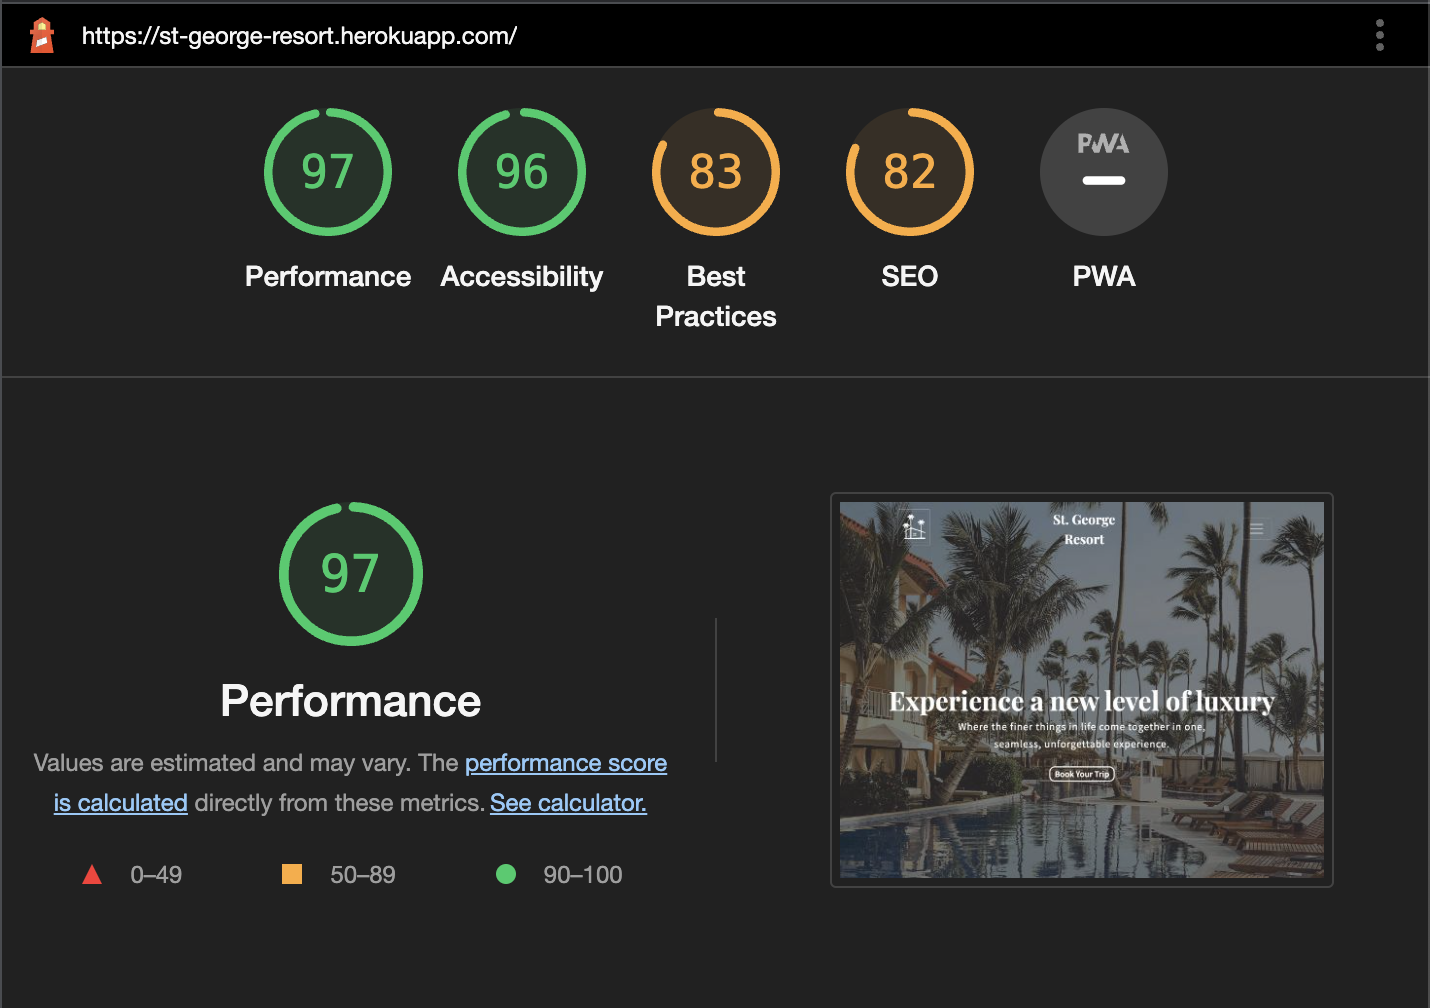 https://st-george-resort.herokuapp.com/
97
96
83
82
PWA
Performance
Accessibility
Best
Practices
SEO
PWA
97
Performance
Values are estimated and may vary. The performance score
is calculated directly from these metrics. See calculator.
0–49
50–89
90–100
St. George
Resort
Experience a new level of luxury
Where the finer things in life come together in one,
seamless, unforgettable experience.
Book Your Trip